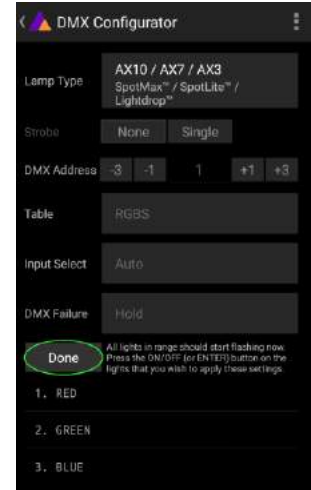 DMX Configurator
Lamp Type
AX10 / AX7 / AX3
SpotMax™ / SpotLite™ /
Lightdrop™
Strobe None Single
DMX Address -3 -1 1 +1 +3
Table RGBS
Input Select Auto
DMX Failure Hold
Done
All lights in range should start flashing now.
Press the ON/OFF (or ENTER) button on the
lights that you wish to apply these settings.
1. RED
2. GREEN
3. BLUE